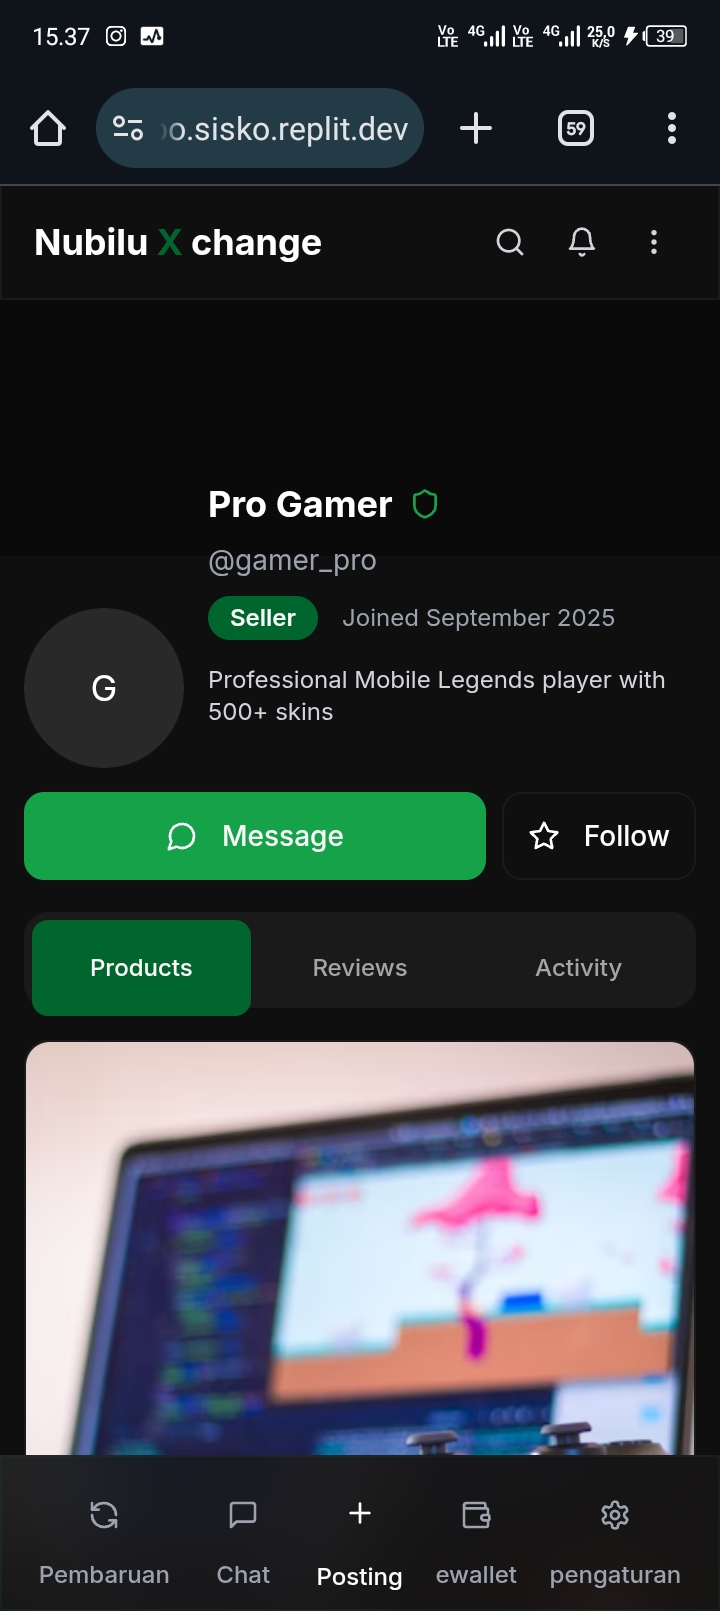 15.37
Vo LTE 4G Vo LTE 4G 25,0 K/S 39
o.sisko.replit.dev
59
Nubilu X change
Pro Gamer
@gamer_pro
Seller Joined September 2025
G
Professional Mobile Legends player with
500+ skins
Message Follow
Products Reviews Activity
Pembaruan Chat Posting ewallet pengaturan